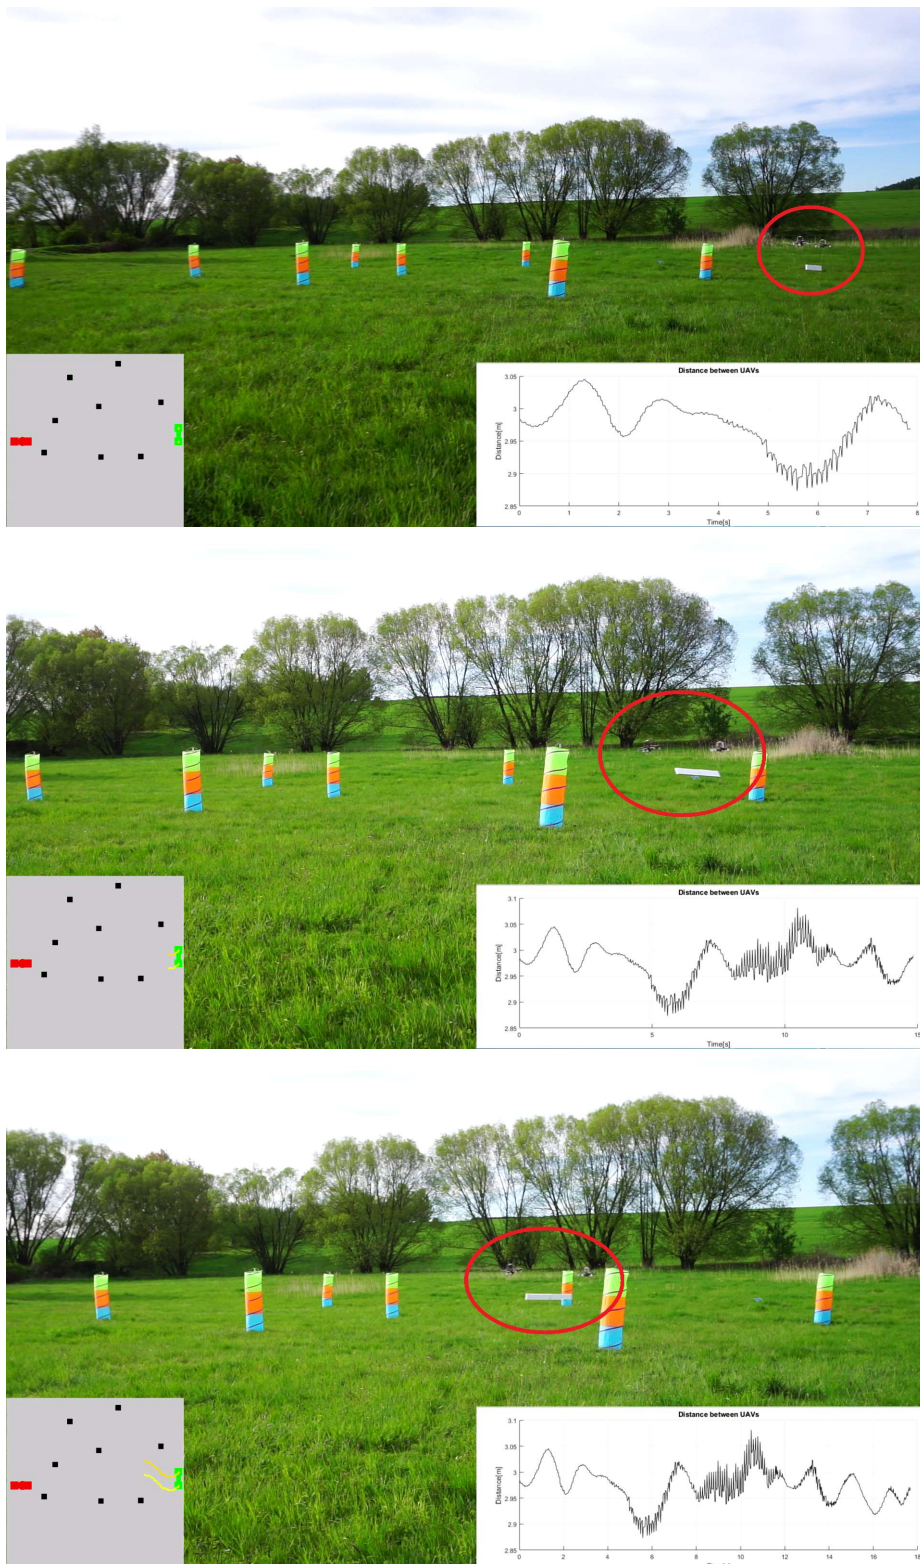 Distance between UAVs
3.05
3
2.95
2.9
2.85
Distance[m]
0 1 2 3 4 5 6 7 8
Time[s]
Distance between UAVs
3.1
3.05
3
2.95
2.9
2.85
Distance[m]
0 5 10 15
Time[s]
Distance between UAVs
3.1
3.05
3
2.95
2.9
2.85
Distance[m]
0 2 4 6 8 10 12 14 16